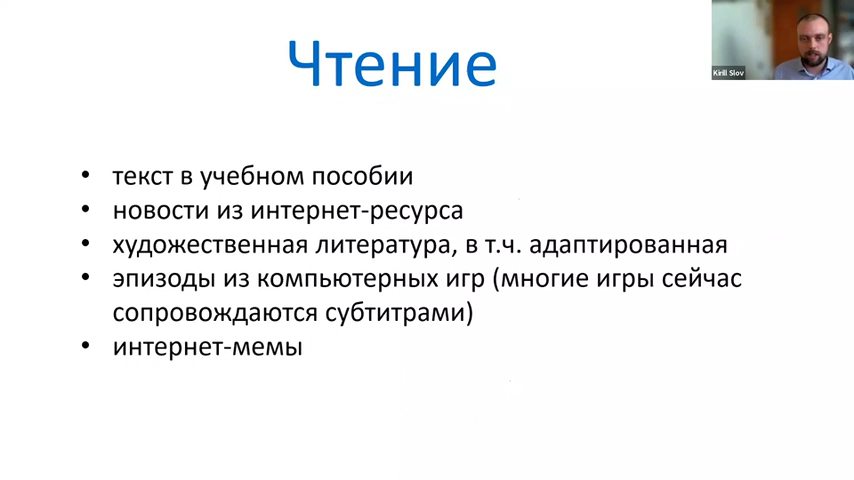 Чтение
Kirill Slov
• текст в учебном пособии
• новости из интернет-ресурса
• художественная литература, в т.ч. адаптированная
• эпизоды из компьютерных игр (многие игры сейчас
сопровождаются субтитрами)
• интернет-мемы